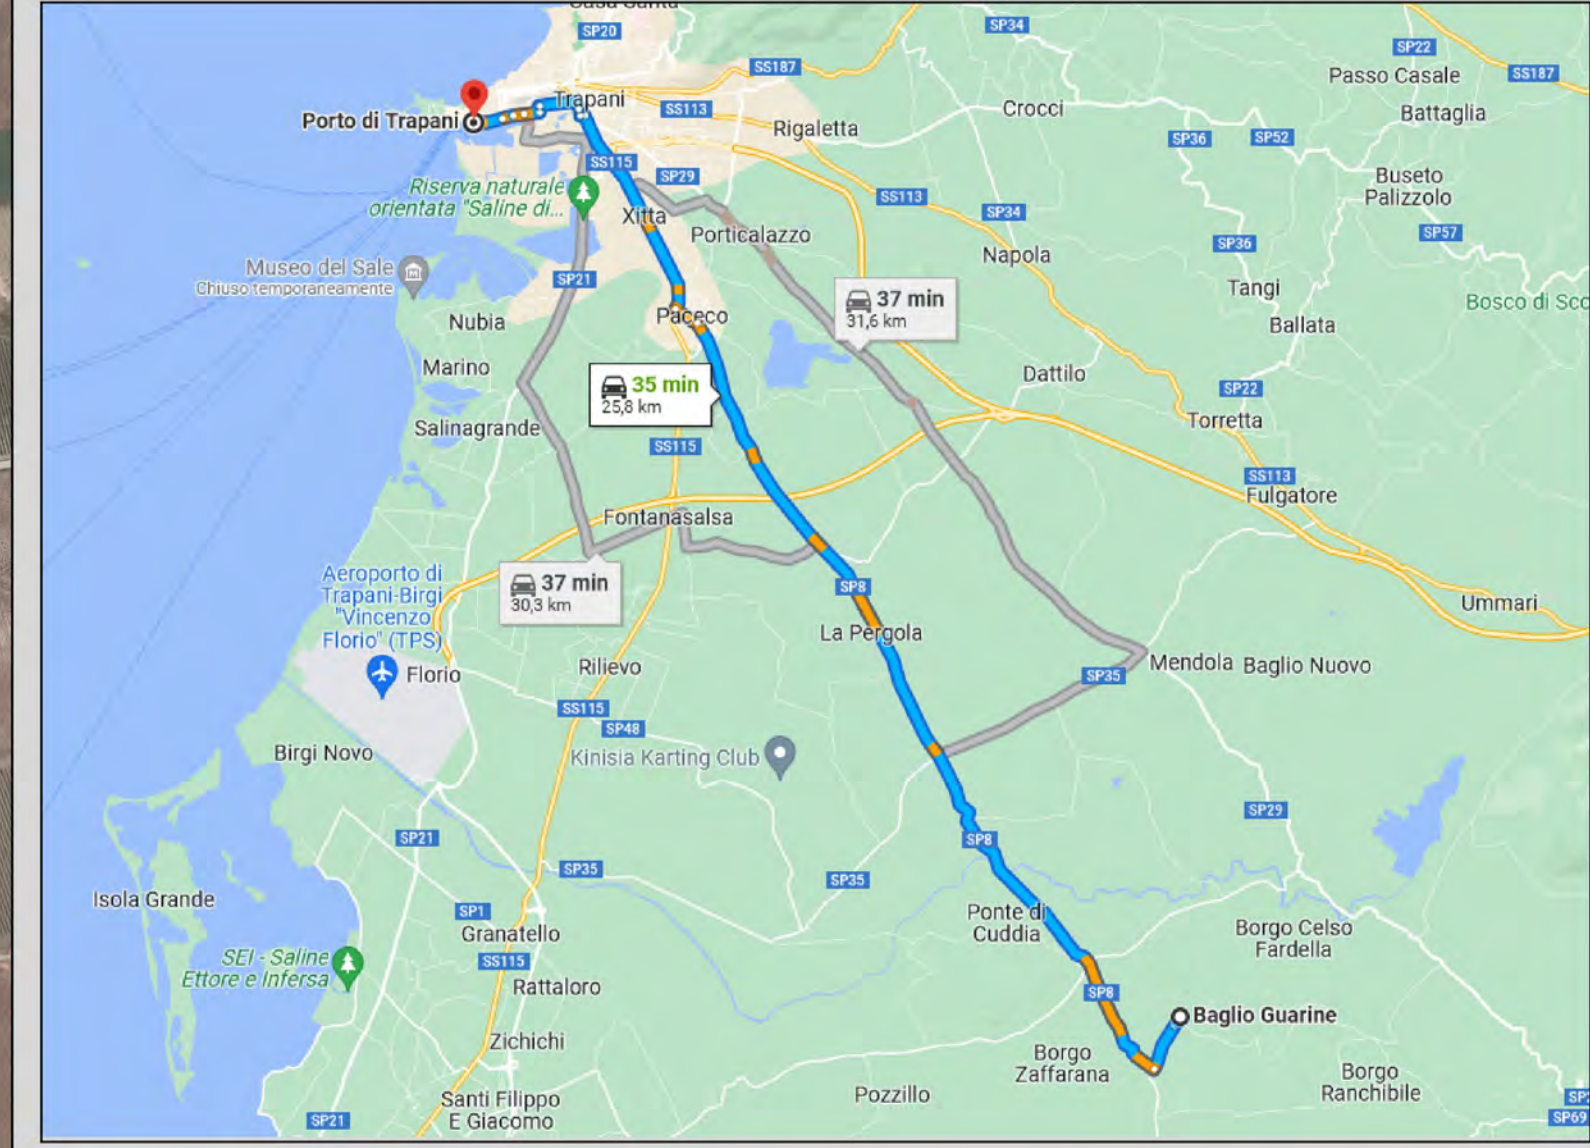 SP20
SP34
SP22
SS187
Passo Casale
SS187
Trapani
SS113
Crocci
Battaglia
Porto di Trapani
Rigaletta
SP36
SP52
SS115
SP29
Buseto
Palizzolo
Riserva naturale
orientata "Saline di...
SS113
SP34
Xitta
Porticalazzo
SP57
SP36
Napola
Museo del Sale
Chiuso temporaneamente
SP21
Tangi
37 min
31,6 km
Bosco di Sco
Nubia
Paceco
Ballata
Marino
35 min
25,8 km
Dattilo
SP22
Salinagrande
Torretta
SS115
SS113
Fulgatore
Fontanasalsa
Aeroporto di
Trapani-Birgi
"Vincenzo
Florio" (TPS)
37 min
30,3 km
SP8
Ummari
La Pergola
Florio
Rilievo
Mendola
Baglio Nuovo
SP35
SS115
SP48
Birgi Novo
Kinisia Karting Club
SP29
SP21
SP8
SP35
SP35
Isola Grande
SP1
Granatello
Ponte di
Cuddia
Borgo Celso
Fardella
SEI - Saline
Ettore e Infersa
SS115
Rattaloro
SP8
Baglio Guarine
Zichichi
Borgo
Zaffarana
Borgo
Ranchibile
Pozzillo
Santi Filippo
E Giacomo
SP21
SP69